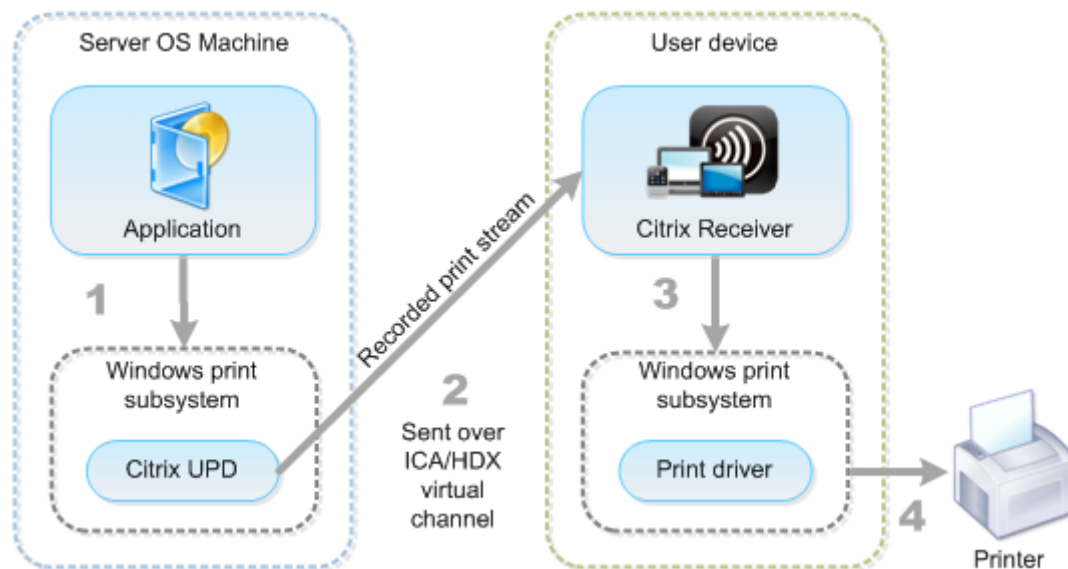 Server OS Machine
Application
1
Windows print
subsystem
Citrix UPD
Recorded print stream
2
Sent over
ICA/HDX
virtual
channel
User device
Citrix Receiver
3
Windows print
subsystem
Print driver
4
Printer